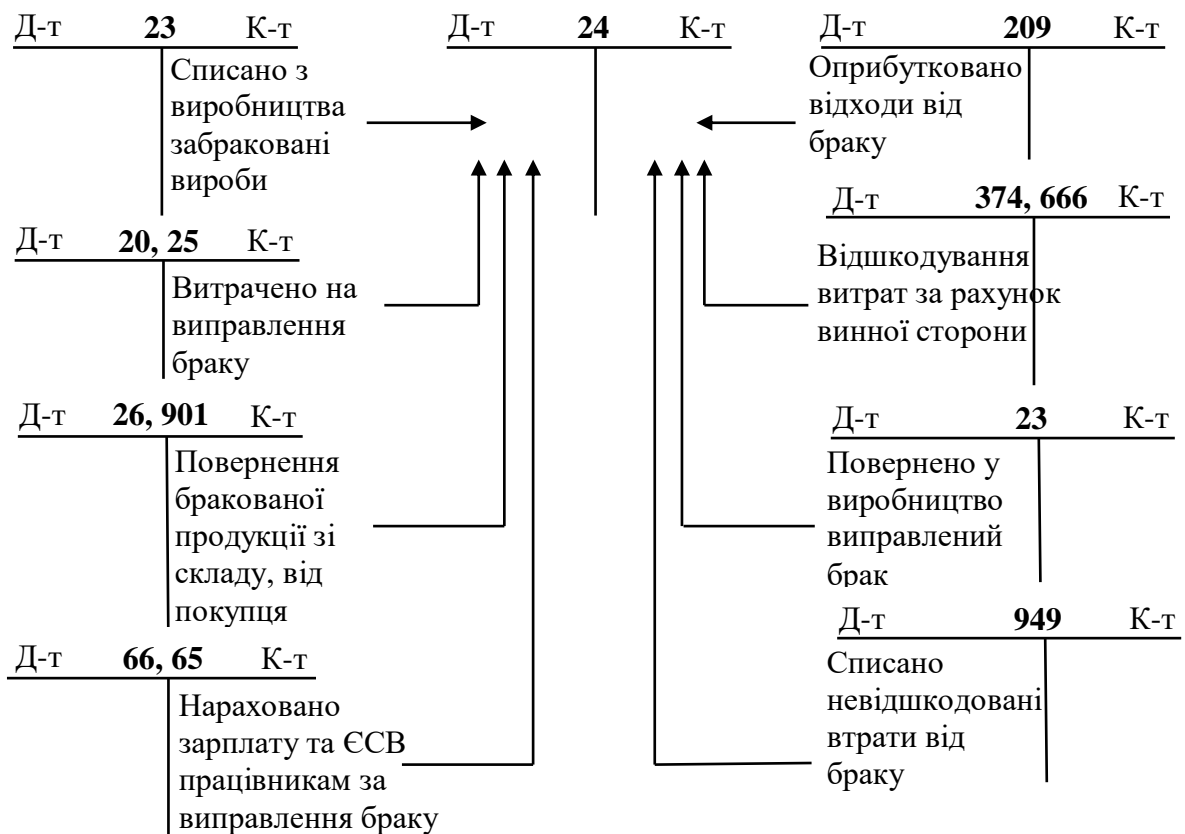 Д-т 23 К-т
Списано з
виробництва
забраковані
вироби
Д-т 20, 25 К-т
Витрачено на
виправлення
браку
Д-т 26, 901 К-т
Повернення
бракованої
продукції зі
складу, від
покупця
Д-т 66, 65 К-т
Нараховано
зарплату та ЄСВ
працівникам за
виправлення браку
Д-т 24 К-т
Д-т 209 К-т
Оприбутковано
відходи від
браку
Д-т 374, 666 К-т
Відшкодування
витрат за рахунок
винної сторони
Д-т 23 К-т
Повернено у
виробництво
виправлений
брак
Д-т 949 К-т
Списано
невідшкодовані
втрати від
браку